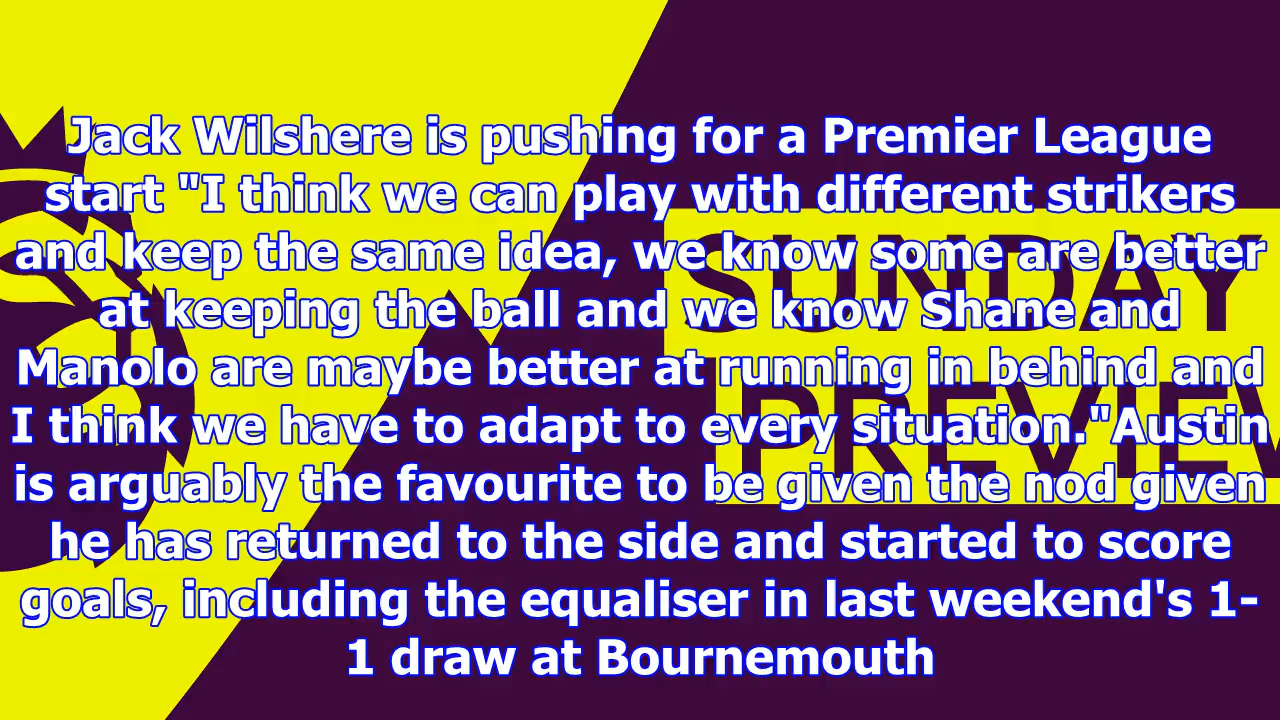 Jack Wilshere is pushing for a Premier League
start "I think we can play with different strikers
and keep the same idea, we know some are better
at keeping the ball and we know Shane and
Manolo are maybe better at running in behind and
I think we have to adapt to every situation."Austin
is arguably the favourite to be given the nod given
he has returned to the side and started to score
goals, including the equaliser in last weekend's 1-
1 draw at Bournemouth
SUNDAY
PREVIEW